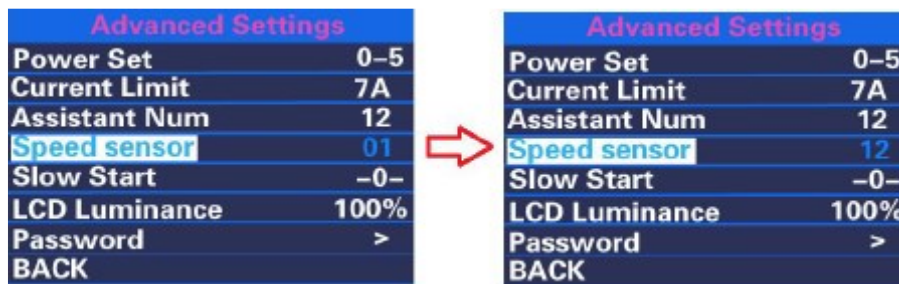 Advanced Settings
Power Set 0–5
Current Limit 7A
Assistant Num 12
Speed sensor 01
Slow Start –0–
LCD Luminance 100%
Password >
BACK
Advanced Settings
Power Set 0–5
Current Limit 7A
Assistant Num 12
Speed sensor 12
Slow Start –0–
LCD Luminance 100%
Password >
BACK